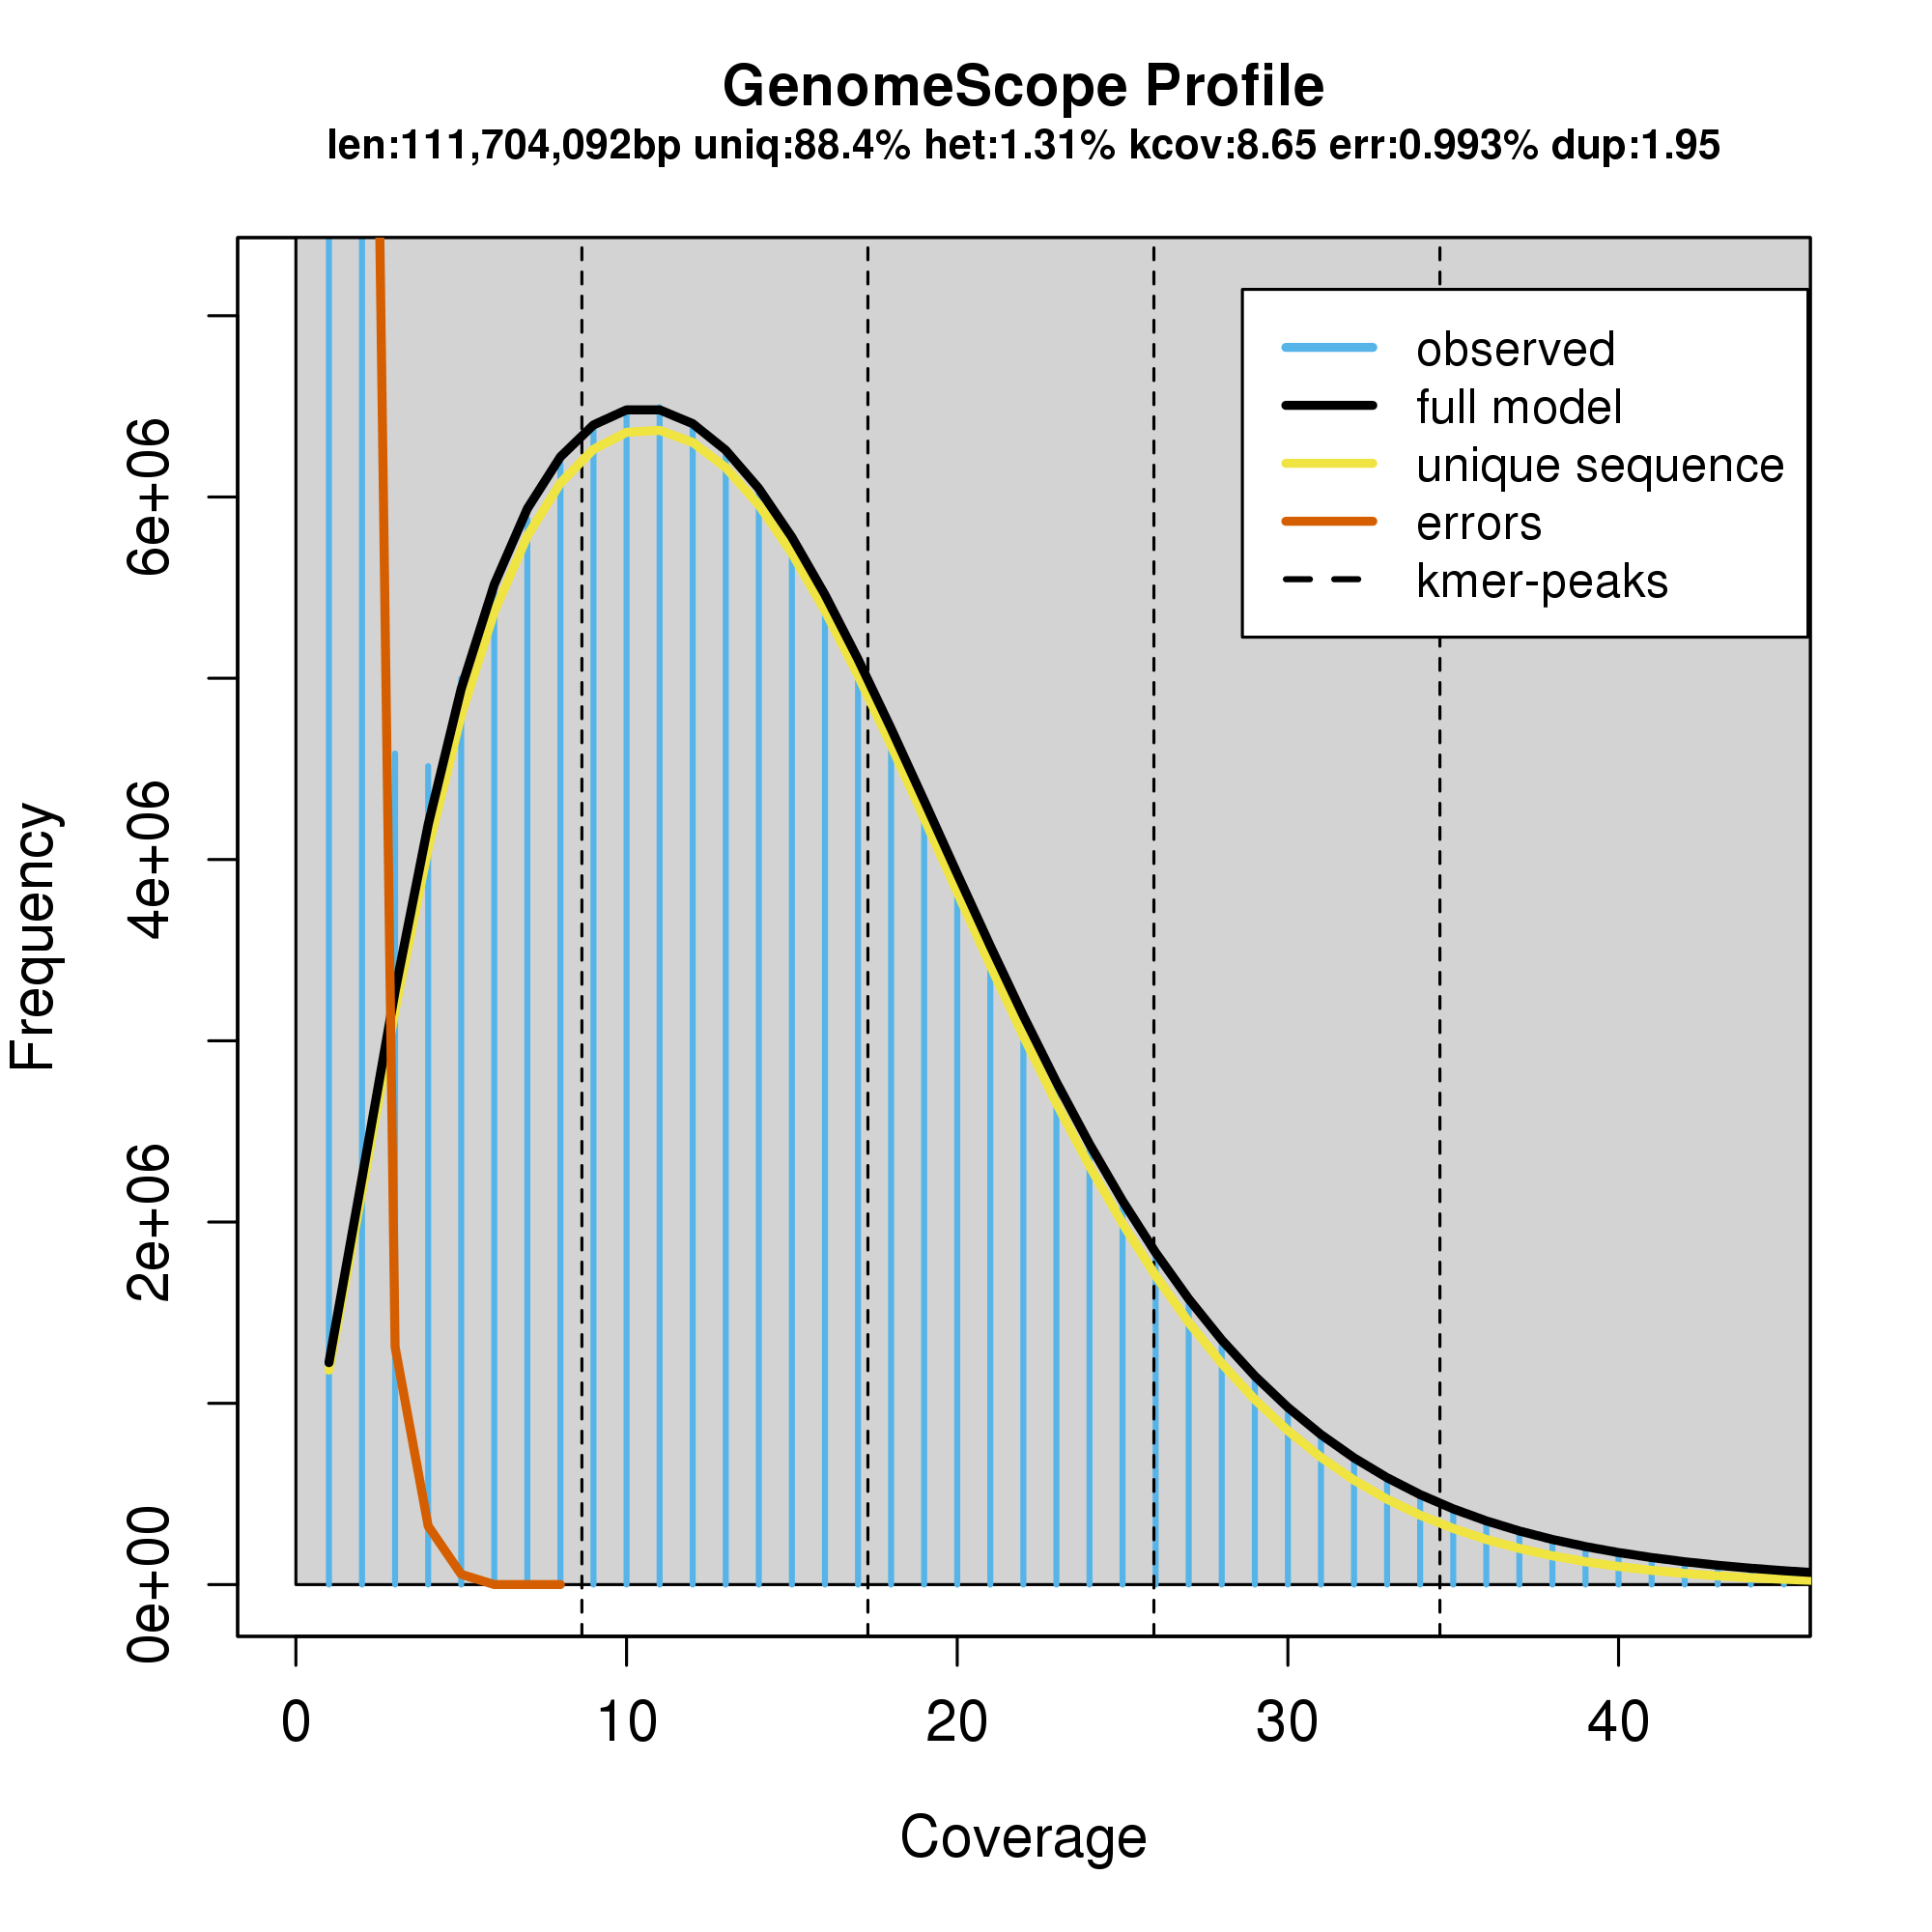 GenomeScope Profile
len:111,704,092bp uniq:88.4% het:1.31% kcov:8.65 err:0.993% dup:1.95
observed
full model
unique sequence
errors
kmer-peaks
Frequency
6e+06
4e+06
2e+06
0e+00
0 10 20 30 40
Coverage